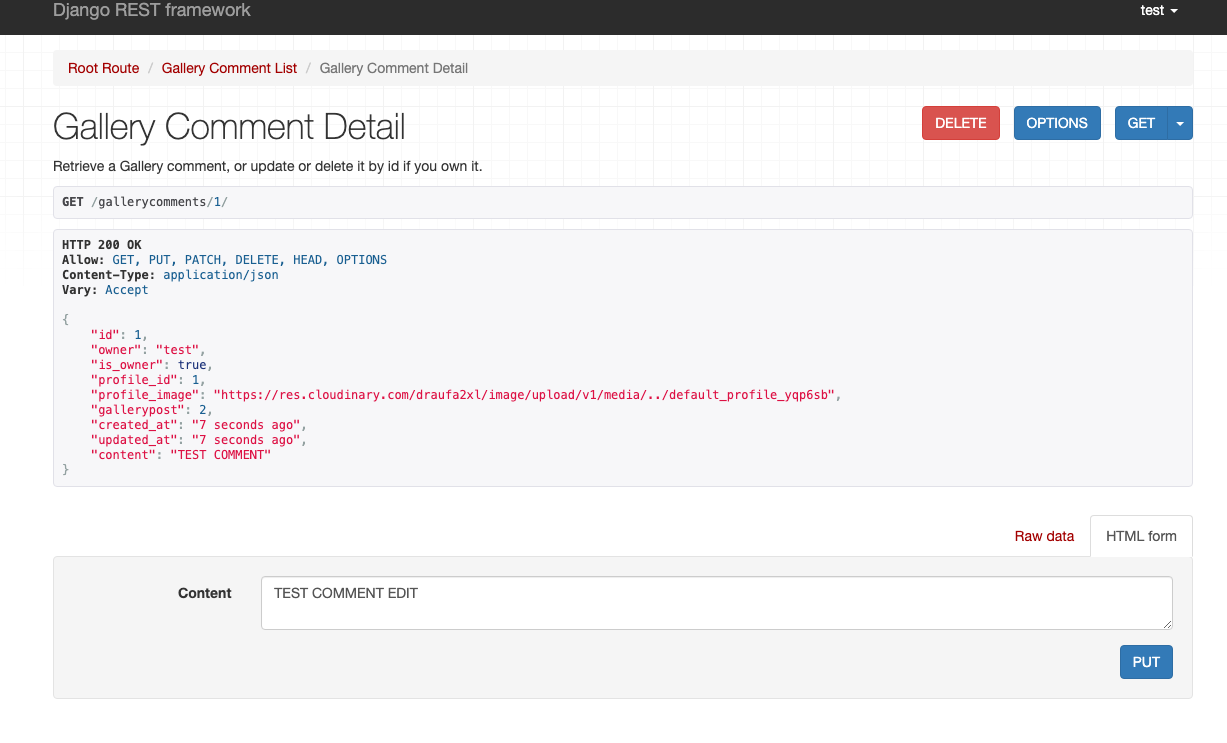 Django REST framework
test
Root Route / Gallery Comment List / Gallery Comment Detail
Gallery Comment Detail
DELETE
OPTIONS
GET
Retrieve a Gallery comment, or update or delete it by id if you own it.
GET /gallerycomments/1/
HTTP 200 OK
Allow: GET, PUT, PATCH, DELETE, HEAD, OPTIONS
Content-Type: application/json
Vary: Accept
{
    "id": 1,
    "owner": "test",
    "is_owner": true,
    "profile_id": 1,
    "profile_image": "https://res.cloudinary.com/draufa2xl/image/upload/v1/media/../default_profile_yqp6sb",
    "gallerypost": 2,
    "created_at": "7 seconds ago",
    "updated_at": "7 seconds ago",
    "content": "TEST COMMENT"
}
Raw data
HTML form
Content
TEST COMMENT EDIT
PUT